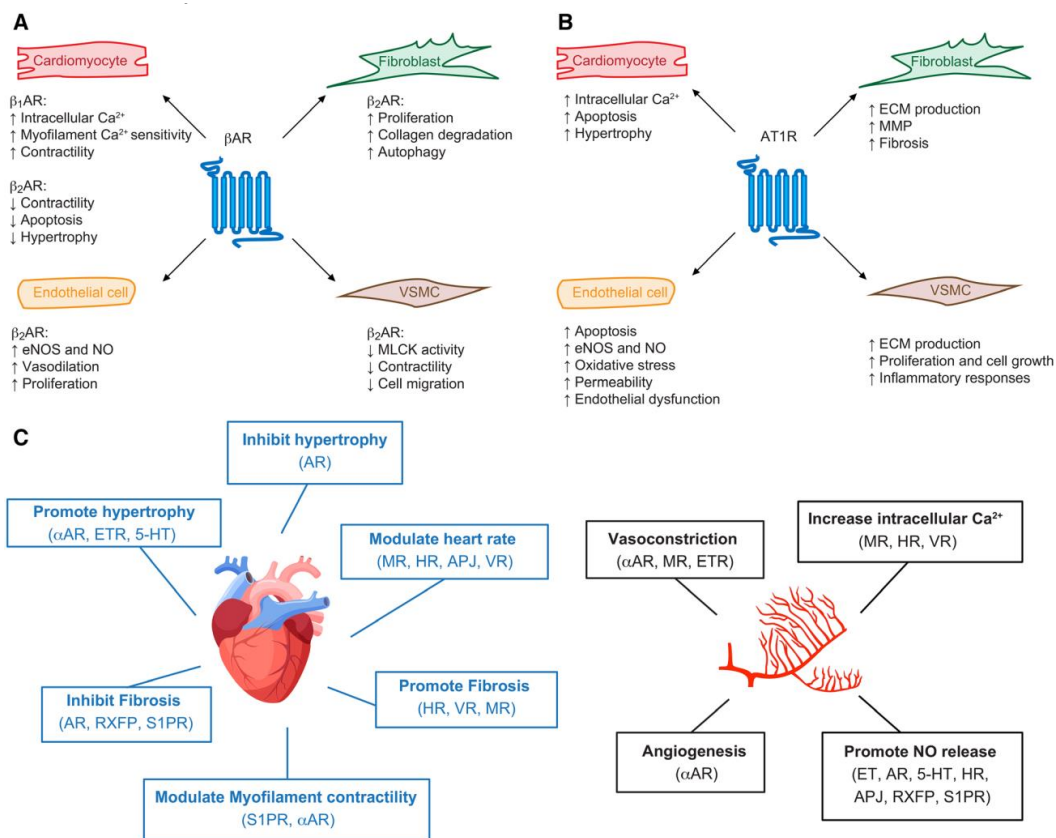 A
Cardiomyocyte
Fibroblast
β₁AR:
↑ Intracellular Ca²⁺
↑ Myofilament Ca²⁺ sensitivity
↑ Contractility
βAR
β₂AR:
↑ Proliferation
↑ Collagen degradation
↑ Autophagy
β₂AR:
↓ Contractility
↓ Apoptosis
↓ Hypertrophy
Endothelial cell
VSMC
β₂AR:
↑ eNOS and NO
↑ Vasodilation
↑ Proliferation
β₂AR:
↓ MLCK activity
↓ Contractility
↓ Cell migration
B
Cardiomyocyte
Fibroblast
↑ Intracellular Ca²⁺
↑ Apoptosis
↑ Hypertrophy
AT1R
↑ ECM production
↑ MMP
↑ Fibrosis
Endothelial cell
VSMC
↑ Apoptosis
↑ eNOS and NO
↑ Oxidative stress
↑ Permeability
↑ Endothelial dysfunction
↑ ECM production
↑ Proliferation and cell growth
↑ Inflammatory responses
C
Inhibit hypertrophy
(AR)
Promote hypertrophy
(αAR, ETR, 5-HT)
Modulate heart rate
(MR, HR, APJ, VR)
Inhibit Fibrosis
(AR, RXFP, S1PR)
Promote Fibrosis
(HR, VR, MR)
Modulate Myofilament contractility
(S1PR, αAR)
Vasoconstriction
(αAR, MR, ETR)
Increase intracellular Ca²⁺
(MR, HR, VR)
Angiogenesis
(αAR)
Promote NO release
(ET, AR, 5-HT, HR,
APJ, RXFP, S1PR)